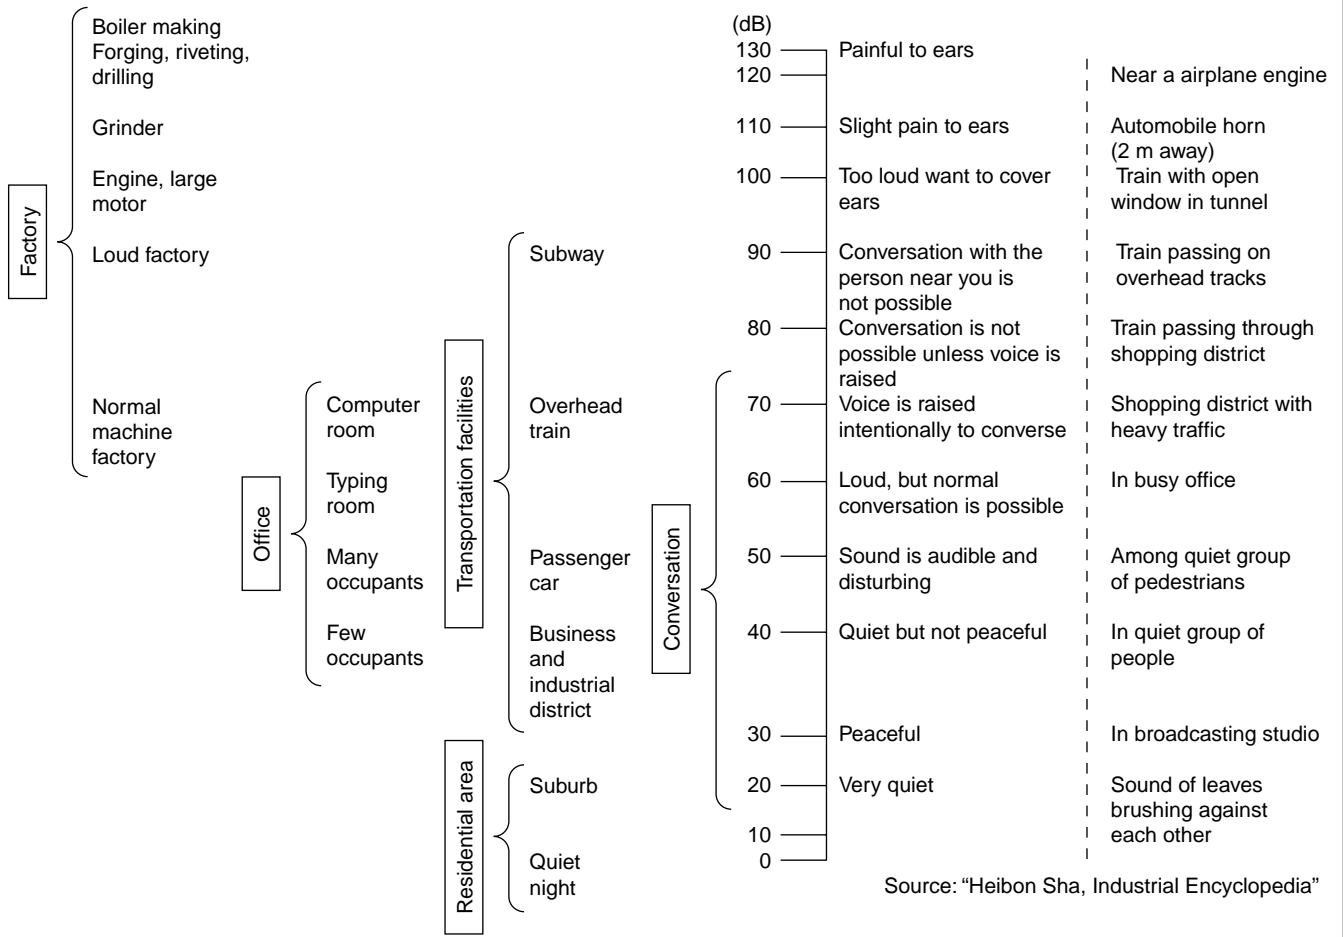 Factory
Boiler making
Forging, riveting,
drilling
Grinder
Engine, large
motor
Loud factory
Normal
machine
factory
Office
Computer
room
Typing
room
Many
occupants
Few
occupants
Transportation facilities
Subway
Overhead
train
Passenger
car
Business
and
industrial
district
Residential area
Suburb
Quiet
night
Conversation
(dB)
130
120
110
100
90
80
70
60
50
40
30
20
10
0
Painful to ears
Slight pain to ears
Too loud want to cover
ears
Conversation with the
person near you is
not possible
Conversation is not
possible unless voice is
raised
Voice is raised
intentionally to converse
Loud, but normal
conversation is possible
Sound is audible and
disturbing
Quiet but not peaceful
Peaceful
Very quiet
Near a airplane engine
Automobile horn
(2 m away)
Train with open
window in tunnel
Train passing on
overhead tracks
Train passing through
shopping district
Shopping district with
heavy traffic
In busy office
Among quiet group
of pedestrians
In quiet group of
people
In broadcasting studio
Sound of leaves
brushing against
each other
Source: “Heibon Sha, Industrial Encyclopedia”